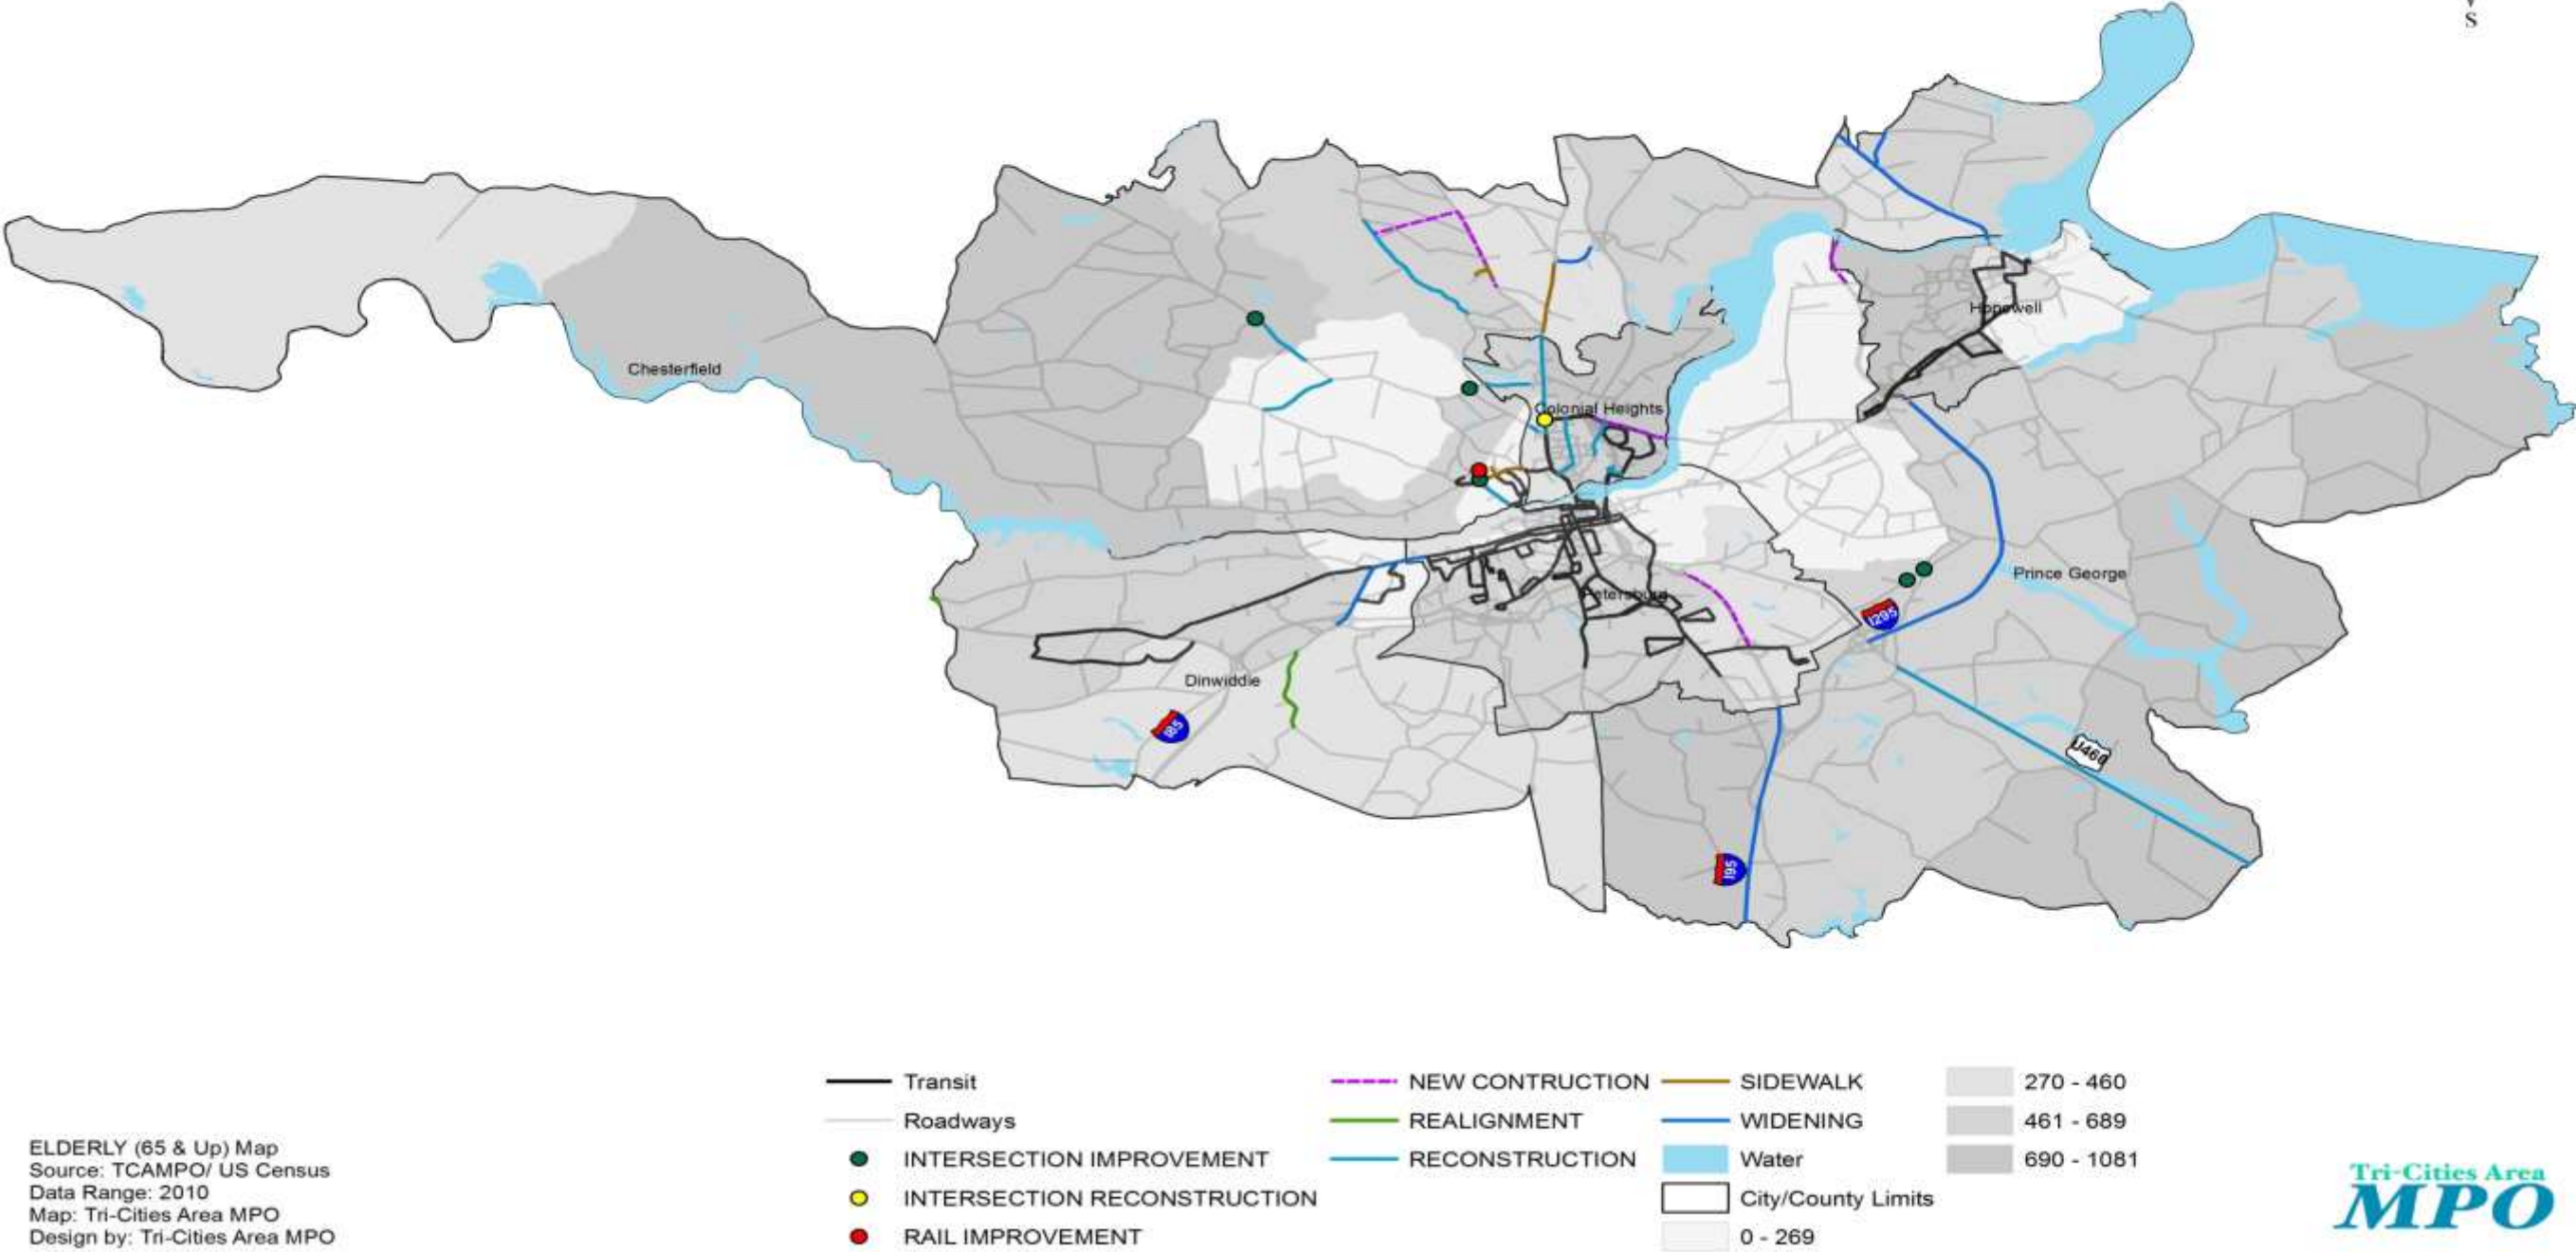 S
Chesterfield
Hopewell
Colonial Heights
Petersburg
Prince George
I295
Dinwiddie
I85
U460
I95
Transit
Roadways
INTERSECTION IMPROVEMENT
INTERSECTION RECONSTRUCTION
RAIL IMPROVEMENT
NEW CONTRUCTION
REALIGNMENT
RECONSTRUCTION
SIDEWALK
WIDENING
Water
City/County Limits
0 - 269
270 - 460
461 - 689
690 - 1081
ELDERLY (65 & Up) Map
Source: TCAMPO/ US Census
Data Range: 2010
Map: Tri-Cities Area MPO
Design by: Tri-Cities Area MPO
Tri-Cities Area
MPO